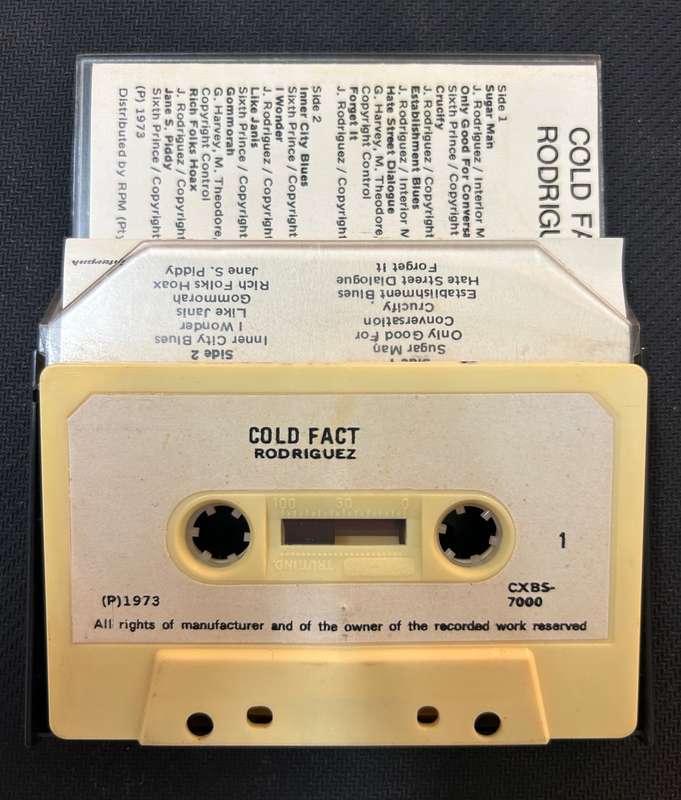 COLD FA
RODRIGU
Side 1
Sugar Man
J. Rodriguez / Interior M
Only Good For Conversa
Sixth Prince / Copyright
Crucify
J. Rodriguez / Copyright
Establishment Blues
J. Rodriguez / Interior M
Hate Street Dialogue
G. Harvey, M. Theodore,
Copyright Control
Forget It
J. Rodriguez / Copyright
Side 2
Inner City Blues
Sixth Prince / Copyright
I Wonder
J. Rodriguez / Copyright
Like Janis
Sixth Prince / Copyright
Gommorah
G. Harvey, M. Theodore,
Copyright Control
Rich Folks Hoax
J. Rodriguez / Copyright
Jane S. Piddy
Sixth Prince / Copyright
(P) 1973
Distributed by RPM (Pty
Sugar Man
Only Good For
Conversation
Crucify
Establishment Blues
Hate Street Dialogue
Forget It
Side 2
Inner City Blues
I Wonder
Like Janis
Gommorah
Rich Folks Hoax
Jane S. Piddy
COLD FACT
RODRIGUEZ
100 50 0
1
(P)1973
CXBS-
7000
All rights of manufacturer and of the owner of the recorded work reserved